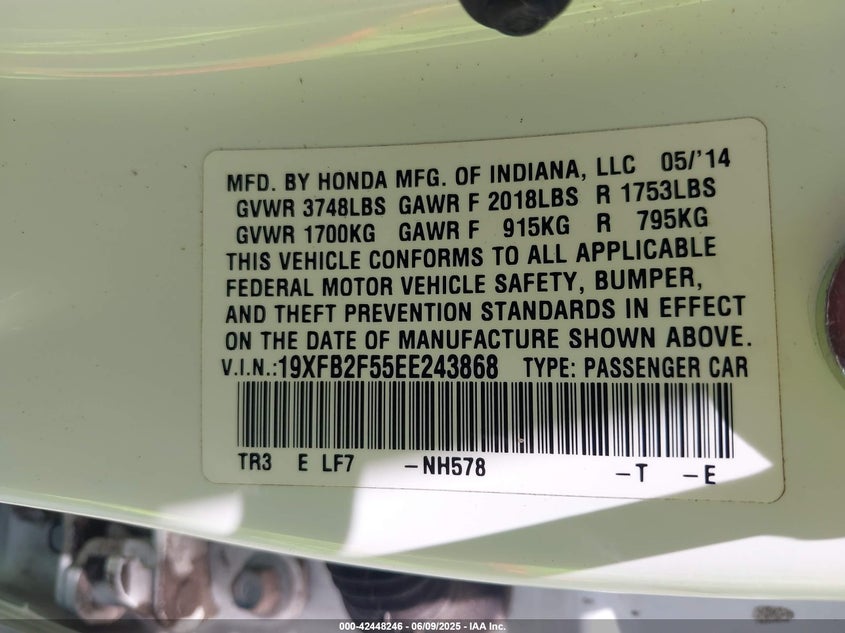 MFD. BY HONDA MFG. OF INDIANA, LLC 05/'14
GVWR 3748LBS GAWR F 2018LBS R 1753LBS
GVWR 1700KG GAWR F 915KG R 795KG
THIS VEHICLE CONFORMS TO ALL APPLICABLE
FEDERAL MOTOR VEHICLE SAFETY, BUMPER,
AND THEFT PREVENTION STANDARDS IN EFFECT
ON THE DATE OF MANUFACTURE SHOWN ABOVE.
V.I.N.:19XFB2F55EE243868 TYPE: PASSENGER CAR
TR3 E LF7 -NH578 -T -E
000-42448246 - 06/09/2025 - IAA Inc.